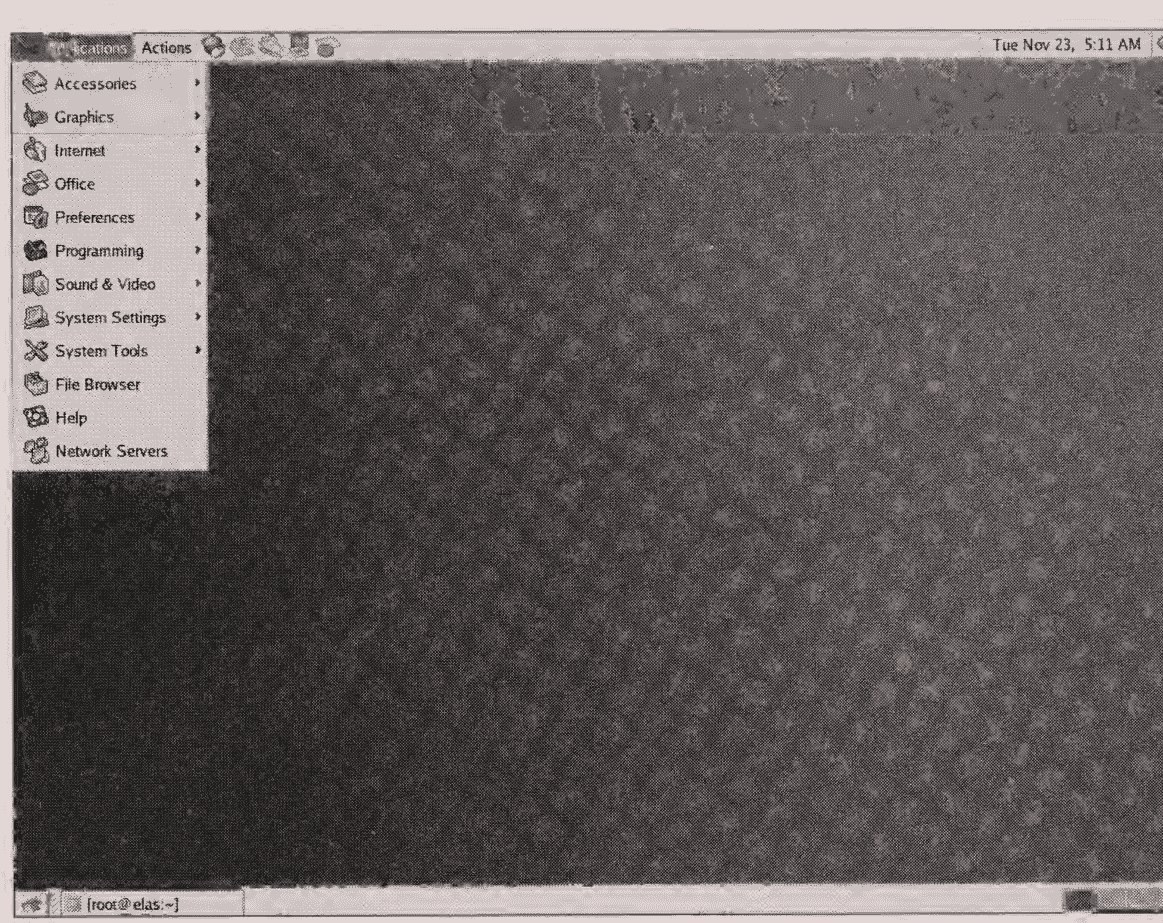 Applications Actions Tue Nov 23, 5:11 AM
Accessories
Graphics
Internet
Office
Preferences
Programming
Sound & Video
System Settings
System Tools
File Browser
Help
Network Servers
[root@elas:~]